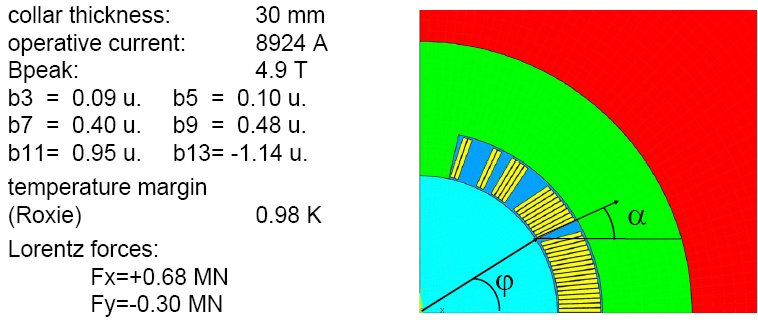 collar thickness: 30 mm
operative current: 8924 A
Bpeak: 4.9 T
b3 = 0.09 u. b5 = 0.10 u.
b7 = 0.40 u. b9 = 0.48 u.
b11= 0.95 u. b13= -1.14 u.
temperature margin
(Roxie) 0.98 K
Lorentz forces:
Fx=+0.68 MN
Fy=-0.30 MN
α
φ
x